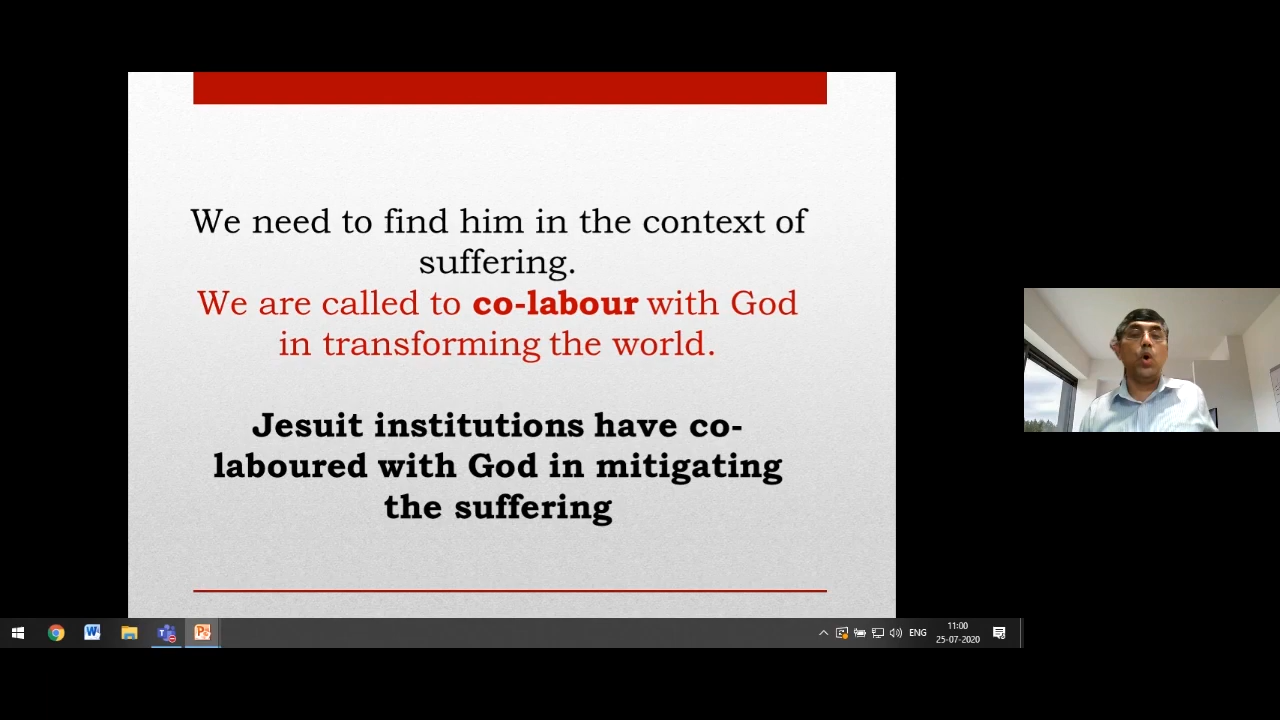 We need to find him in the context of
suffering.
We are called to co-labour with God
in transforming the world.
Jesuit institutions have co-
laboured with God in mitigating
the suffering
ENG
11:00
25-07-2020